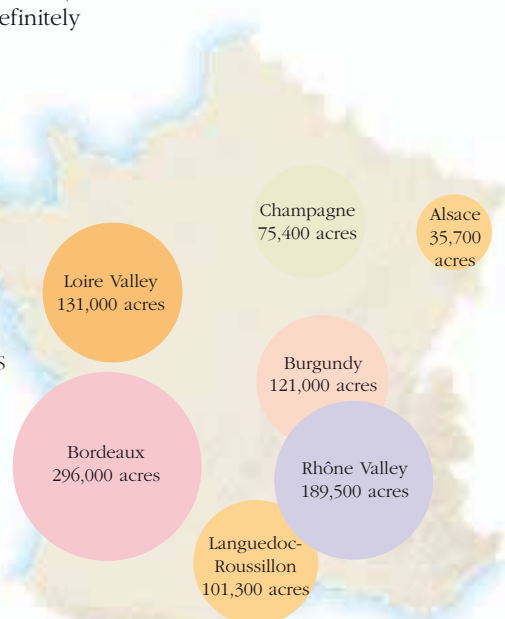 efinitely
Champagne
75,400 acres
Alsace
35,700
acres
Loire Valley
131,000 acres
s
Burgundy
121,000 acres
Bordeaux
296,000 acres
Rhône Valley
189,500 acres
Languedoc-
Roussillon
101,300 acres